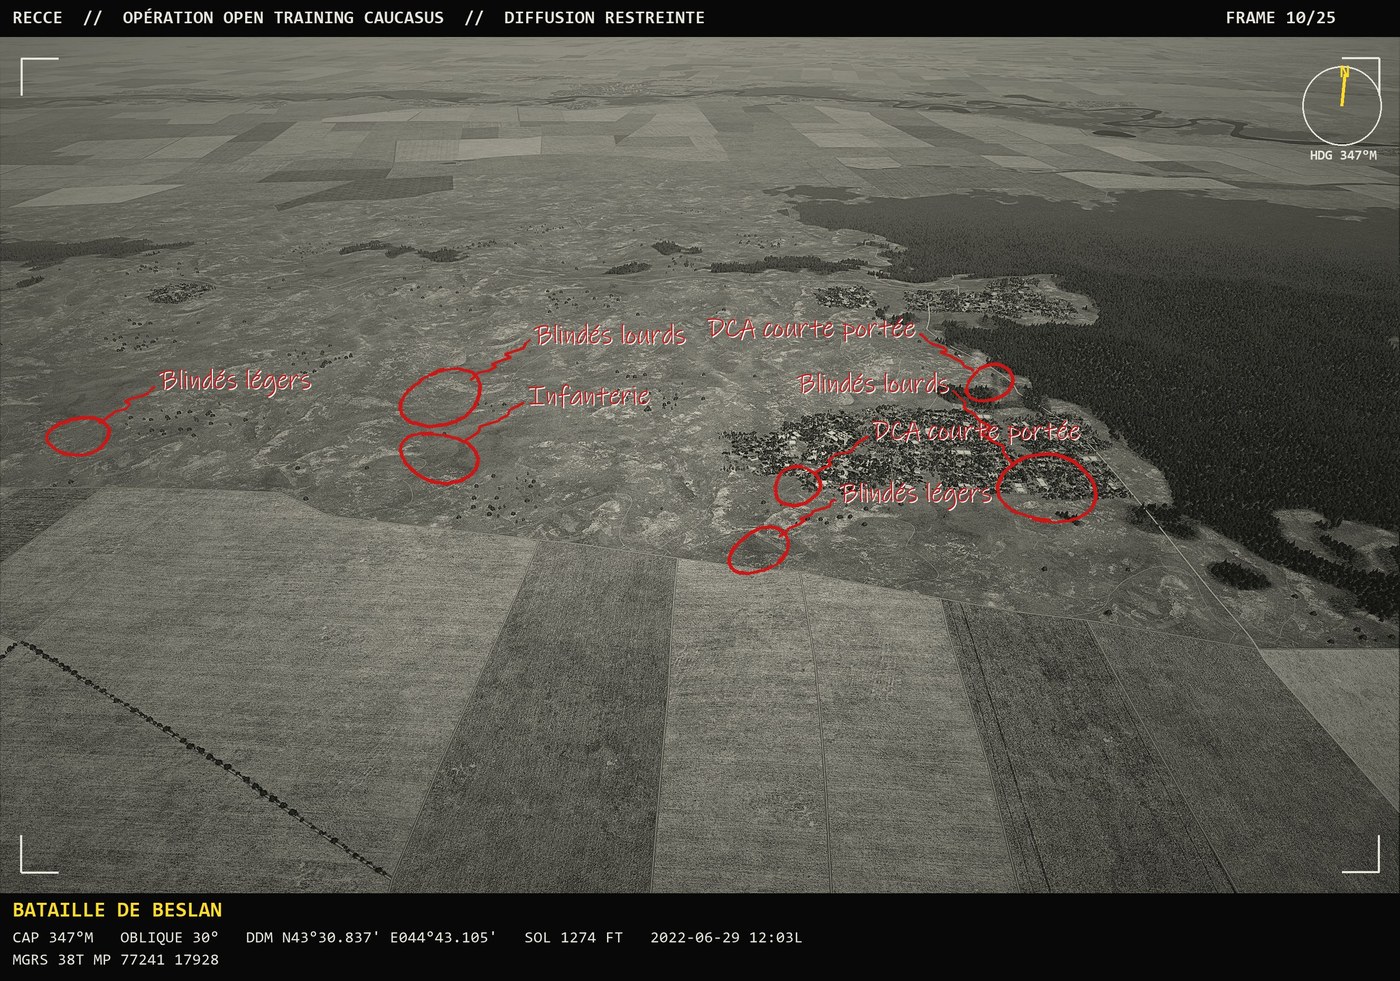 RECCE  //  OPÉRATION OPEN TRAINING CAUCASUS  //  DIFFUSION RESTREINTE
FRAME 10/25
N
HDG 347°M
Blindés lourds
DCA courte portée
Blindés légers
Blindés lourds
Infanterie
DCA courte portée
Blindés légers
BATAILLE DE BESLAN
CAP 347°M   OBLIQUE 30°   DDM N43°30.837' E044°43.105'   SOL 1274 FT   2022-06-29 12:03L
MGRS 38T MP 77241 17928